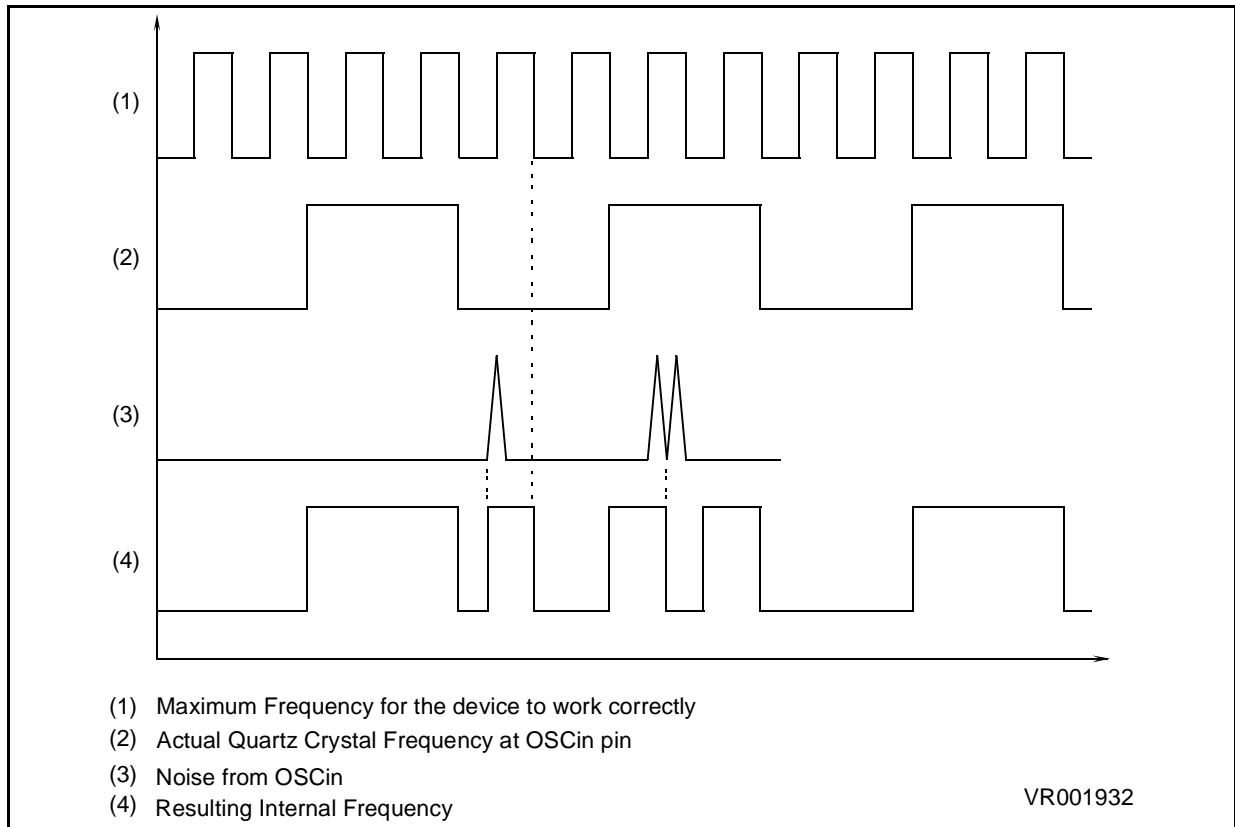 (1)
(2)
(3)
(4)
(1) Maximum Frequency for the device to work correctly
(2) Actual Quartz Crystal Frequency at OSCin pin
(3) Noise from OSCin
(4) Resulting Internal Frequency
VR001932